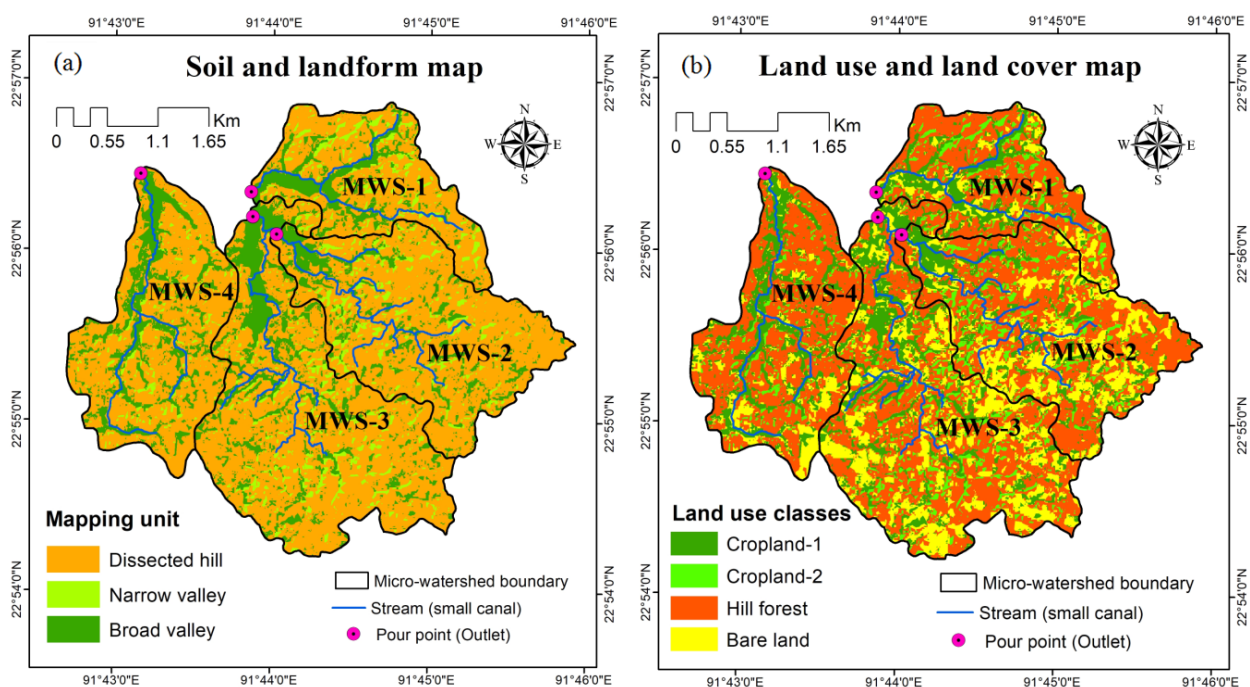 91°43'0"E 91°44'0"E 91°45'0"E 91°46'0"E
(a) Soil and landform map
22°57'0"N
22°56'0"N
22°55'0"N
22°54'0"N
0 0.55 1.1 1.65 Km
N
W E
S
MWS-1
MWS-4
MWS-2
MWS-3
Mapping unit
Dissected hill
Narrow valley
Broad valley
Micro-watershed boundary
Stream (small canal)
Pour point (Outlet)
22°57'0"N
22°56'0"N
22°55'0"N
22°54'0"N
91°43'0"E 91°44'0"E 91°45'0"E 91°46'0"E
91°43'0"E 91°44'0"E 91°45'0"E 91°46'0"E
(b) Land use and land cover map
22°57'0"N
22°56'0"N
22°55'0"N
22°54'0"N
0 0.55 1.1 1.65 Km
N
W E
S
MWS-1
MWS-4
MWS-2
MWS-3
Land use classes
Cropland-1
Cropland-2
Hill forest
Bare land
Micro-watershed boundary
Stream (small canal)
Pour point (Outlet)
22°57'0"N
22°56'0"N
22°55'0"N
22°54'0"N
91°43'0"E 91°44'0"E 91°45'0"E 91°46'0"E